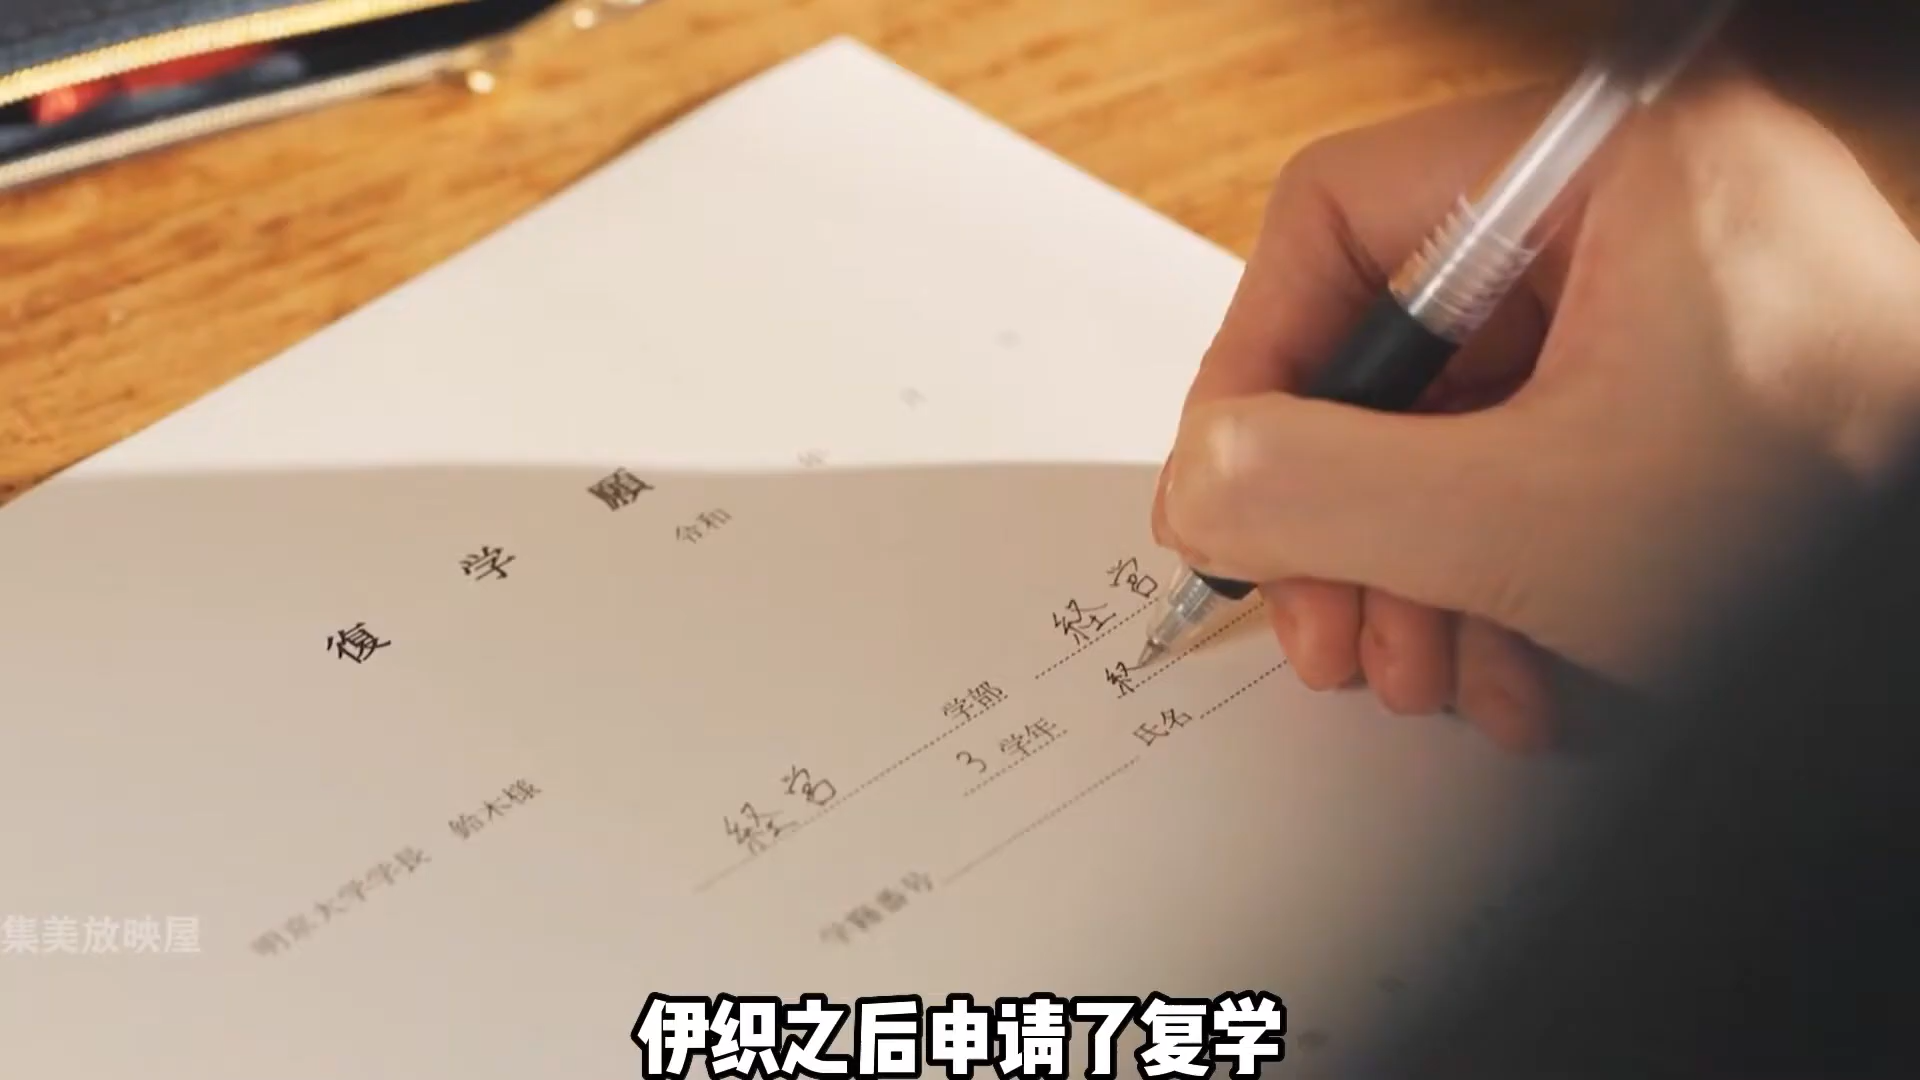 復学願
令和
経営学部 経営
3 学年 経
学籍番号 氏名
明京大学学長 鈴木様
集美放映屋
伊织之后申请了复学